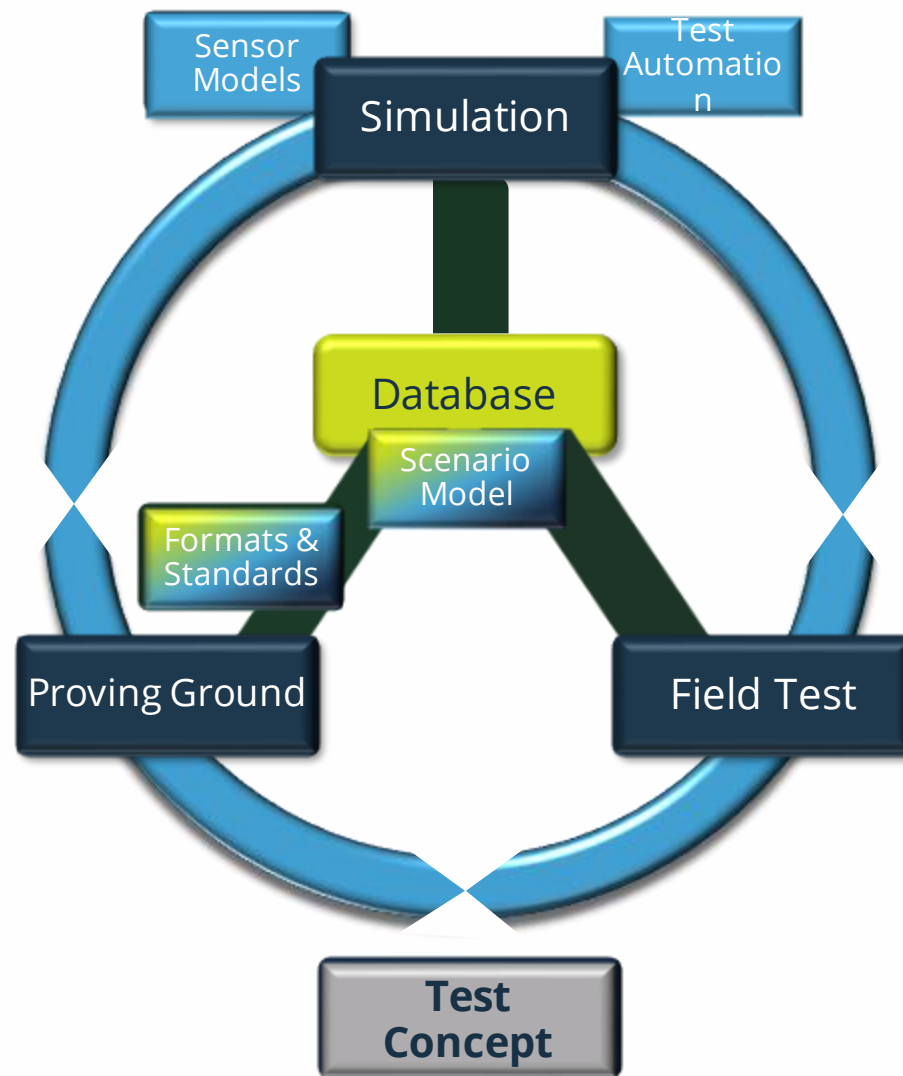 Sensor
Models
Test
Automatio
n
Simulation
Database
Scenario
Model
Formats &
Standards
Proving Ground
Field Test
Test
Concept